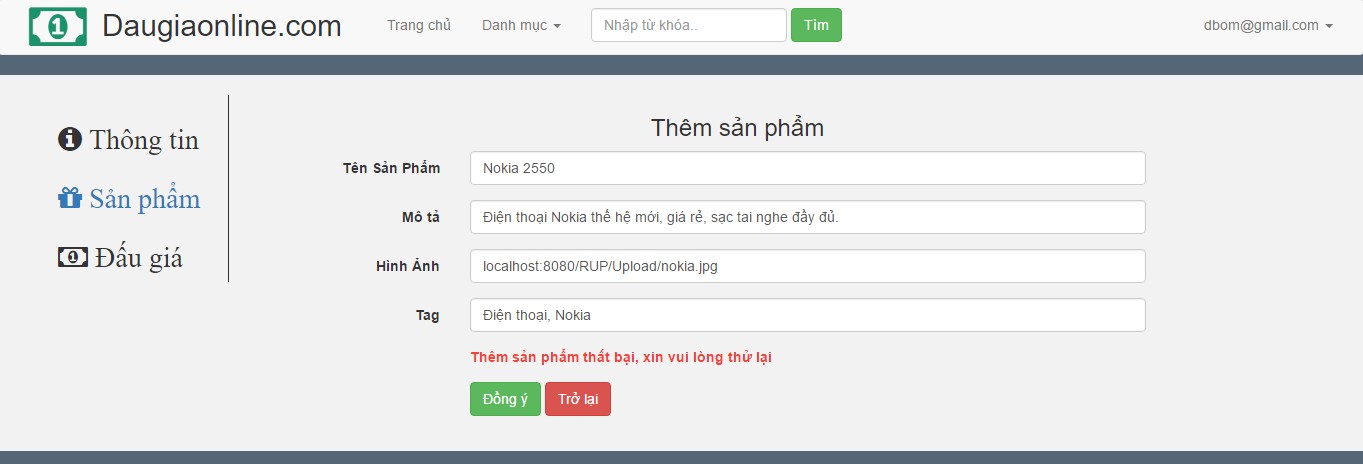 Daugiaonline.com Trang chủ Danh mục Nhập từ khóa.. Tìm dbom@gmail.com
Thông tin
Sản phẩm
Đấu giá
Thêm sản phẩm
Tên Sản Phẩm Nokia 2550
Mô tả Điện thoại Nokia thế hệ mới, giá rẻ, sạc tai nghe đầy đủ.
Hình Ảnh localhost:8080/RUP/Upload/nokia.jpg
Tag Điện thoại, Nokia
Thêm sản phẩm thất bại, xin vui lòng thử lại
Đồng ý Trở lại